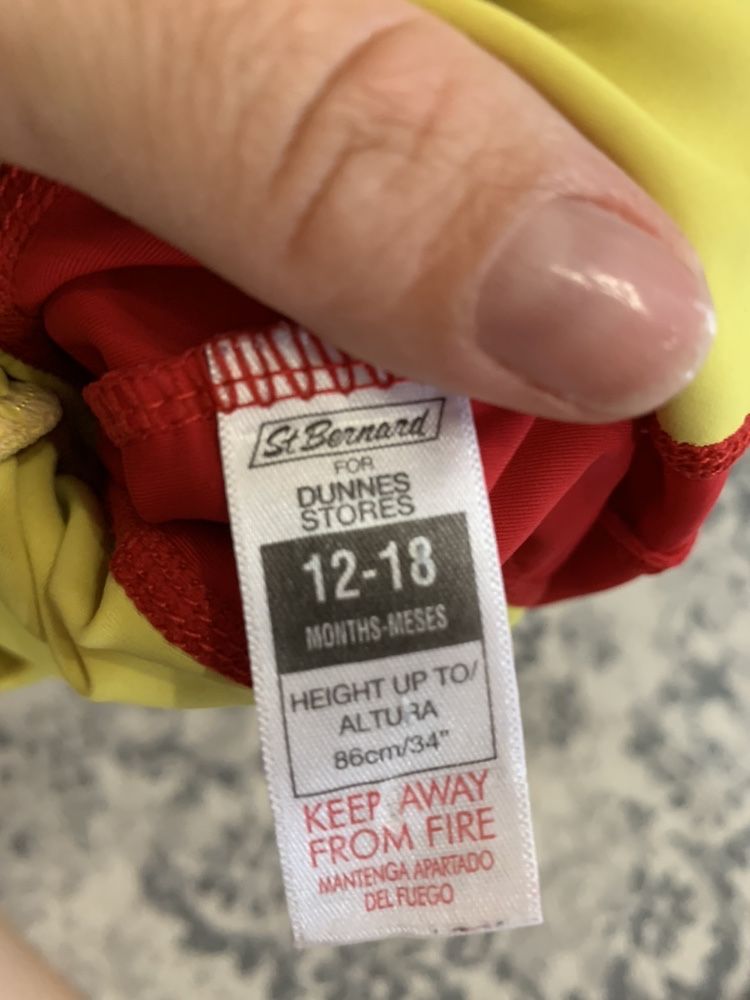 St Bernard
FOR
DUNNES
STORES
12-18
MONTHS-MESES
HEIGHT UP TO/
ALTURA
86cm/34"
KEEP AWAY
FROM FIRE
MANTENGA APARTADO
DEL FUEGO